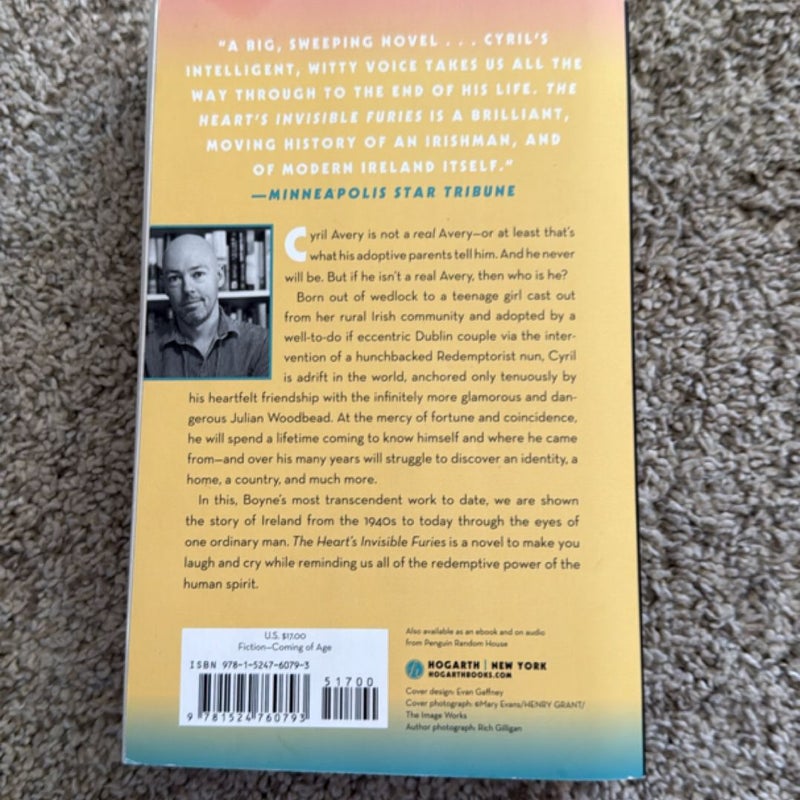 "A BIG, SWEEPING NOVEL . . . CYRIL'S
INTELLIGENT, WITTY VOICE TAKES US ALL THE
WAY THROUGH TO THE END OF HIS LIFE. THE
HEART'S INVISIBLE FURIES IS A BRILLIANT,
MOVING HISTORY OF AN IRISHMAN, AND
OF MODERN IRELAND ITSELF."
—MINNEAPOLIS STAR TRIBUNE
Cyril Avery is not a real Avery—or at least that's
what his adoptive parents tell him. And he never
will be. But if he isn't a real Avery, then who is he?
Born out of wedlock to a teenage girl cast out
from her rural Irish community and adopted by a
well-to-do if eccentric Dublin couple via the inter-
vention of a hunchbacked Redemptorist nun, Cyril
is adrift in the world, anchored only tenuously by
his heartfelt friendship with the infinitely more glamorous and dan-
gerous Julian Woodbead. At the mercy of fortune and coincidence,
he will spend a lifetime coming to know himself and where he came
from—and over his many years will struggle to discover an identity, a
home, a country, and much more.
In this, Boyne's most transcendent work to date, we are shown
the story of Ireland from the 1940s to today through the eyes of
one ordinary man. The Heart's Invisible Furies is a novel to make you
laugh and cry while reminding us all of the redemptive power of the
human spirit.
U.S. $17.00
Fiction—Coming of Age
ISBN 978-1-5247-6079-3
51700
9 781524 760793
Also available as an ebook and on audio
from Penguin Random House
h HOGARTH | NEW YORK
HOGARTHBOOKS.COM
Cover design: Evan Gaffney
Cover photograph: ©Mary Evans/HENRY GRANT/
The Image Works
Author photograph: Rich Gilligan